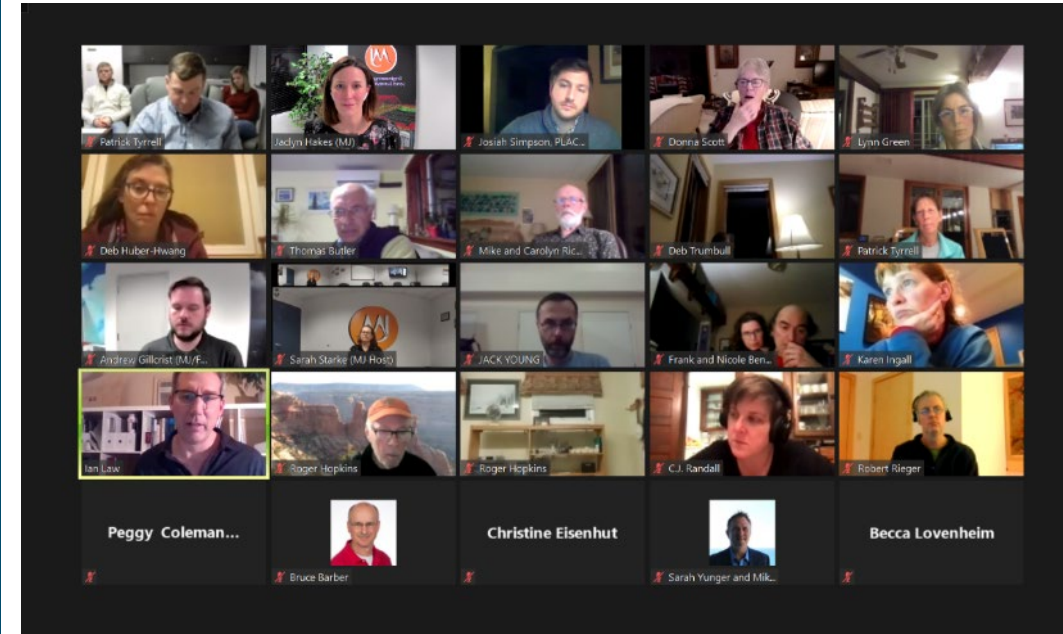 Patrick Tyrrell
Jaclyn Hakes (MJ)
Josiah Simpson, PLAC...
Donna Scott
Lynn Green
Deb Huber-Hwang
Thomas Butler
Mike and Carolyn Ric...
Deb Trumbull
Patrick Tyrrell
Andrew Gillcrist (MJ/F...
Sarah Starke (MJ Host)
JACK YOUNG
Frank and Nicole Ben...
Karen Ingall
Ian Law
Roger Hopkins
Roger Hopkins
C.J. Randall
Robert Rieger
Peggy Coleman...
Bruce Barber
Christine Eisenhut
Sarah Yunger and Mik...
Becca Lovenheim